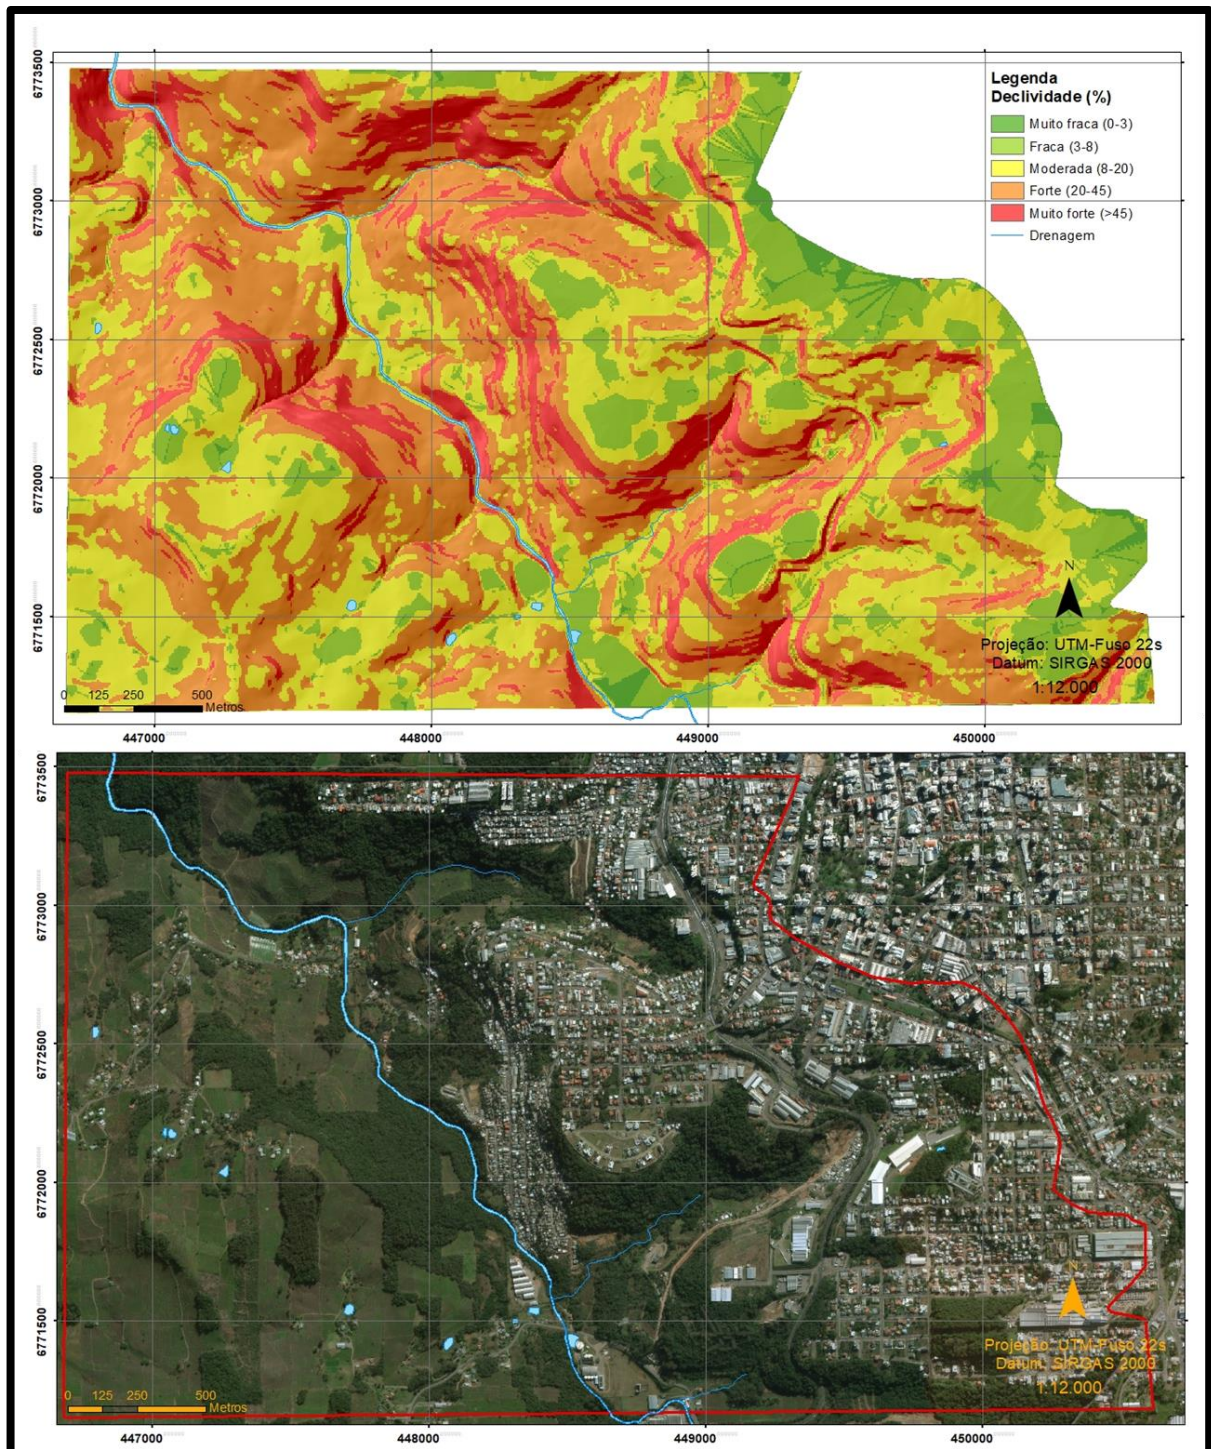 6773500
6773000
6772500
6772000
6771500
Legenda
Declividade (%)
Muito fraca (0-3)
Fraca (3-8)
Moderada (8-20)
Forte (20-45)
Muito forte (>45)
Drenagem
N
Projeção: UTM-Fuso 22s
Datum: SIRGAS 2000
1:12.000
0 125 250 500
Metros
447000 448000 449000 450000
6773500
6773000
6772500
6772000
6771500
N
Projeção: UTM-Fuso 22s
Datum: SIRGAS 2000
1:12.000
0 125 250 500
Metros
447000 448000 449000 450000